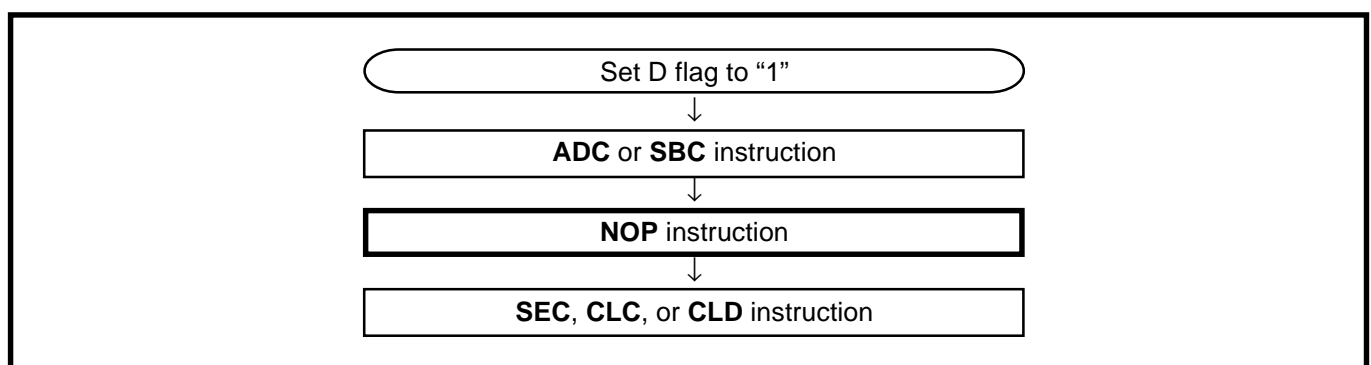 Set D flag to “1”
↓
ADC or SBC instruction
↓
NOP instruction
↓
SEC, CLC, or CLD instruction